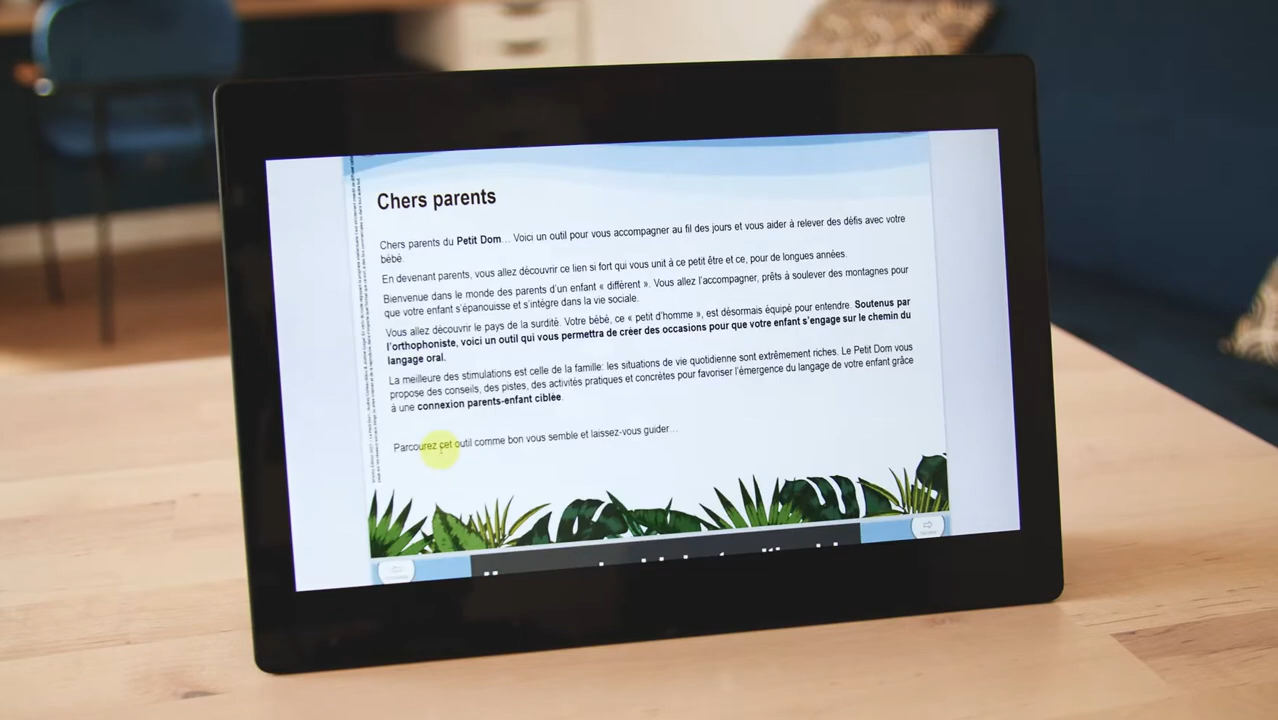 Chers parents
Chers parents du Petit Dom… Voici un outil pour vous accompagner au fil des jours et vous aider à relever des défis avec votre
bébé.
En devenant parents, vous allez découvrir ce lien si fort qui vous unit à ce petit être et ce, pour de longues années.
Bienvenue dans le monde des parents d'un enfant « différent ». Vous allez l'accompagner, prêts à soulever des montagnes pour
que votre enfant s'épanouisse et s'intègre dans la vie sociale.
Vous allez découvrir le pays de la surdité. Votre bébé, ce « petit d'homme », est désormais équipé pour entendre. Soutenus par
l'orthophoniste, voici un outil qui vous permettra de créer des occasions pour que votre enfant s'engage sur le chemin du
langage oral.
La meilleure des stimulations est celle de la famille: les situations de vie quotidienne sont extrêmement riches. Le Petit Dom vous
propose des conseils, des pistes, des activités pratiques et concrètes pour favoriser l'émergence du langage de votre enfant grâce
à une connexion parents-enfant ciblée.
Parcourez cet outil comme bon vous semble et laissez-vous guider…